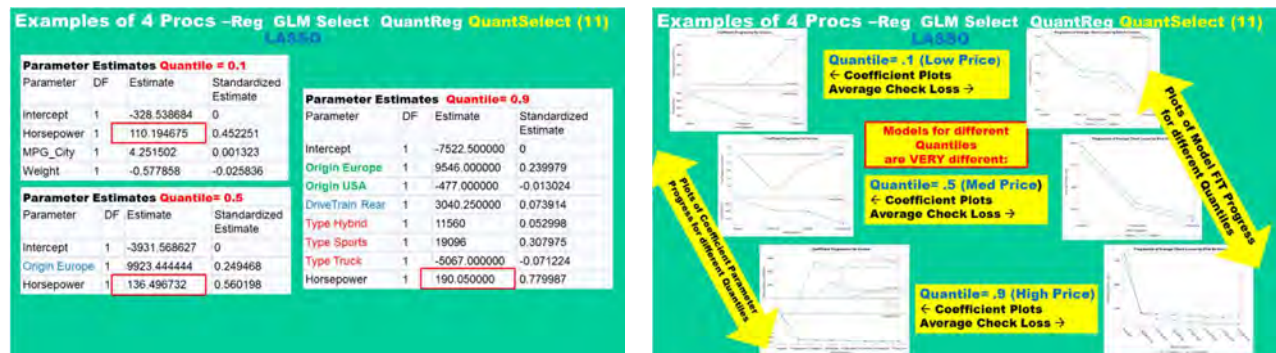 Examples of 4 Procs –Reg GLM Select QuantReg QuantSelect (11)
LASSO
Parameter Estimates Quantile = 0.1
Parameter DF Estimate Standardized Estimate
Intercept 1 -328.538684 0
Horsepower 1 110.194675 0.452251
MPG_City 1 4.251502 0.001323
Weight 1 -0.577858 -0.025836
Parameter Estimates Quantile= 0.5
Parameter DF Estimate Standardized Estimate
Intercept 1 -3931.568627 0
Origin Europe 1 9923.444444 0.249468
Horsepower 1 136.496732 0.560198
Parameter Estimates Quantile= 0.9
Parameter DF Estimate Standardized Estimate
Intercept 1 -7522.500000 0
Origin Europe 1 9546.000000 0.239979
Origin USA 1 -477.000000 -0.013024
DriveTrain Rear 1 3040.250000 0.073914
Type Hybrid 1 11560 0.052998
Type Sports 1 19096 0.307975
Type Truck 1 -5067.000000 -0.071224
Horsepower 1 190.050000 0.779987
Examples of 4 Procs –Reg GLM Select QuantReg QuantSelect (11)
LASSO
Quantile= .1 (Low Price)
← Coefficient Plots
Average Check Loss →
Models for different
Quantiles
are VERY different:
Quantile= .5 (Med Price)
← Coefficient Plots
Average Check Loss →
Quantile= .9 (High Price)
← Coefficient Plots
Average Check Loss →
Plots of Coefficient Parameter
Progress for different Quantiles
Plots of Model FIT Progress
for different Quantiles